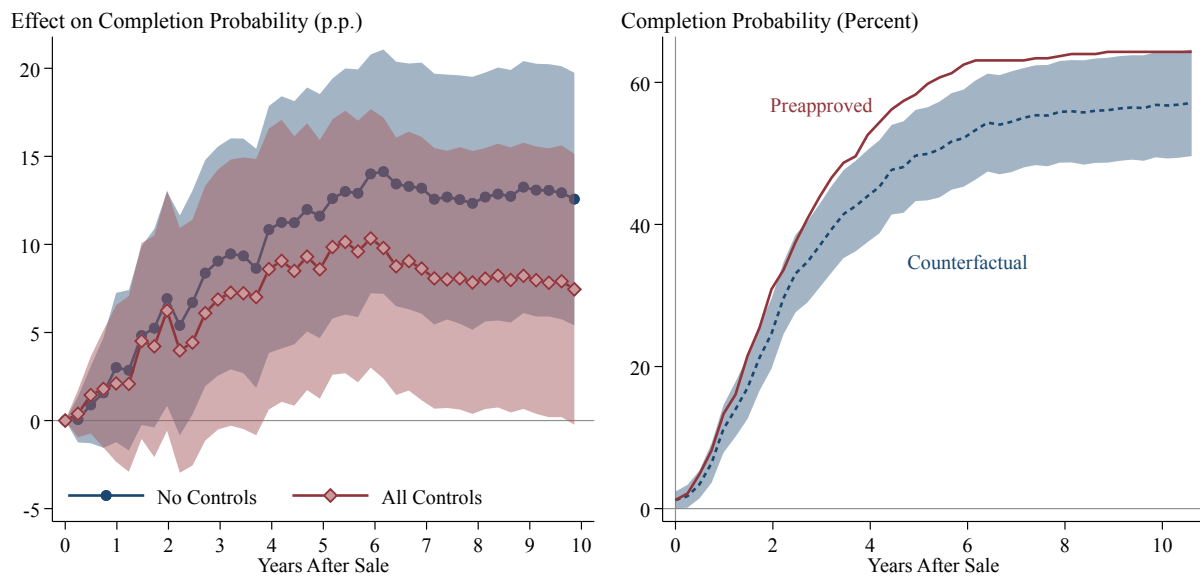 Effect on Completion Probability (p.p.)
20
15
10
5
0
-5
No Controls
All Controls
0 1 2 3 4 5 6 7 8 9 10
Years After Sale
Completion Probability (Percent)
60
40
20
0
Preapproved
Counterfactual
0 2 4 6 8 10
Years After Sale